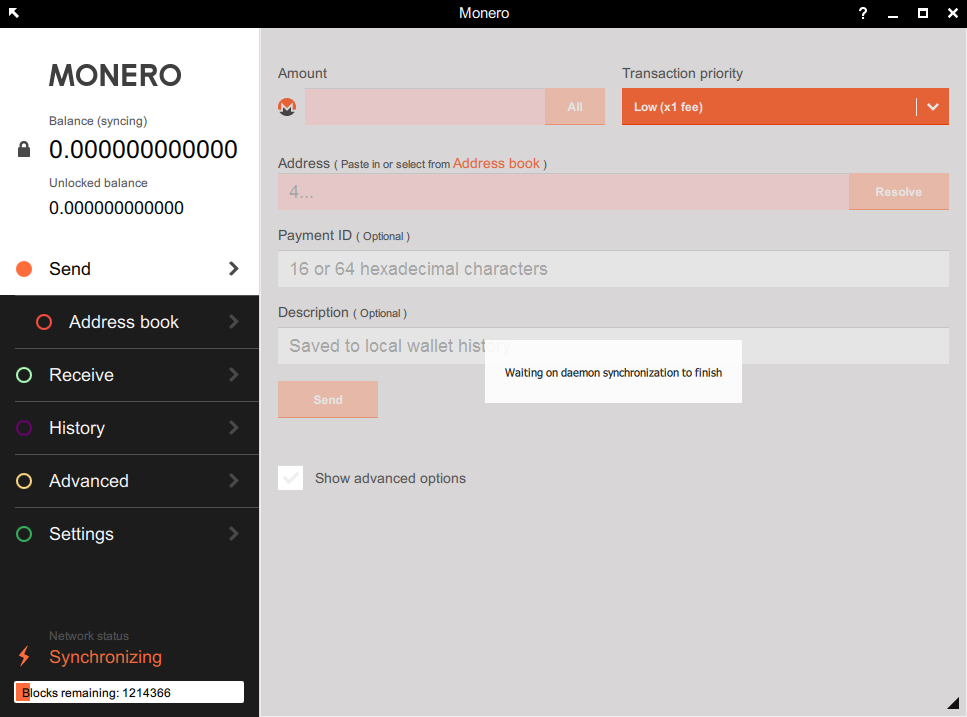 Monero
?
MONERO
Balance (syncing)
0.000000000000
Unlocked balance
0.000000000000
Send
Address book
Receive
History
Advanced
Settings
Network status
Synchronizing
Blocks remaining: 1214366
Amount
All
Transaction priority
Low (x1 fee)
Address ( Paste in or select from Address book )
4...
Resolve
Payment ID ( Optional )
16 or 64 hexadecimal characters
Description ( Optional )
Saved to local wallet history
Waiting on daemon synchronization to finish
Send
Show advanced options